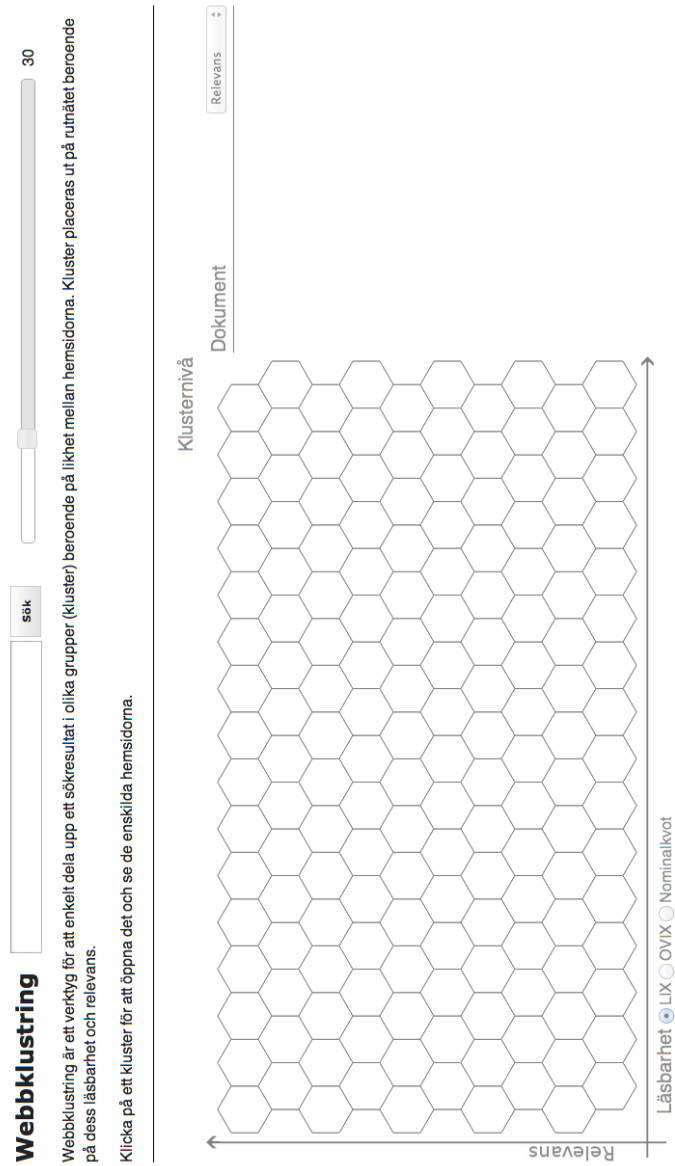 Webbklustring
Sök
30
Webbklustring är ett verktyg för att enkelt dela upp ett sökresultat i olika grupper (kluster) beroende på likhet mellan hemsidorna. Kluster placeras ut på rutnätet beroende
på dess läsbarhet och relevans.
Klicka på ett kluster för att öppna det och se de enskilda hemsidorna.
Klusternivå
Dokument
Relevans
Relevans
Läsbarhet LIX OVIX Nominalkvot